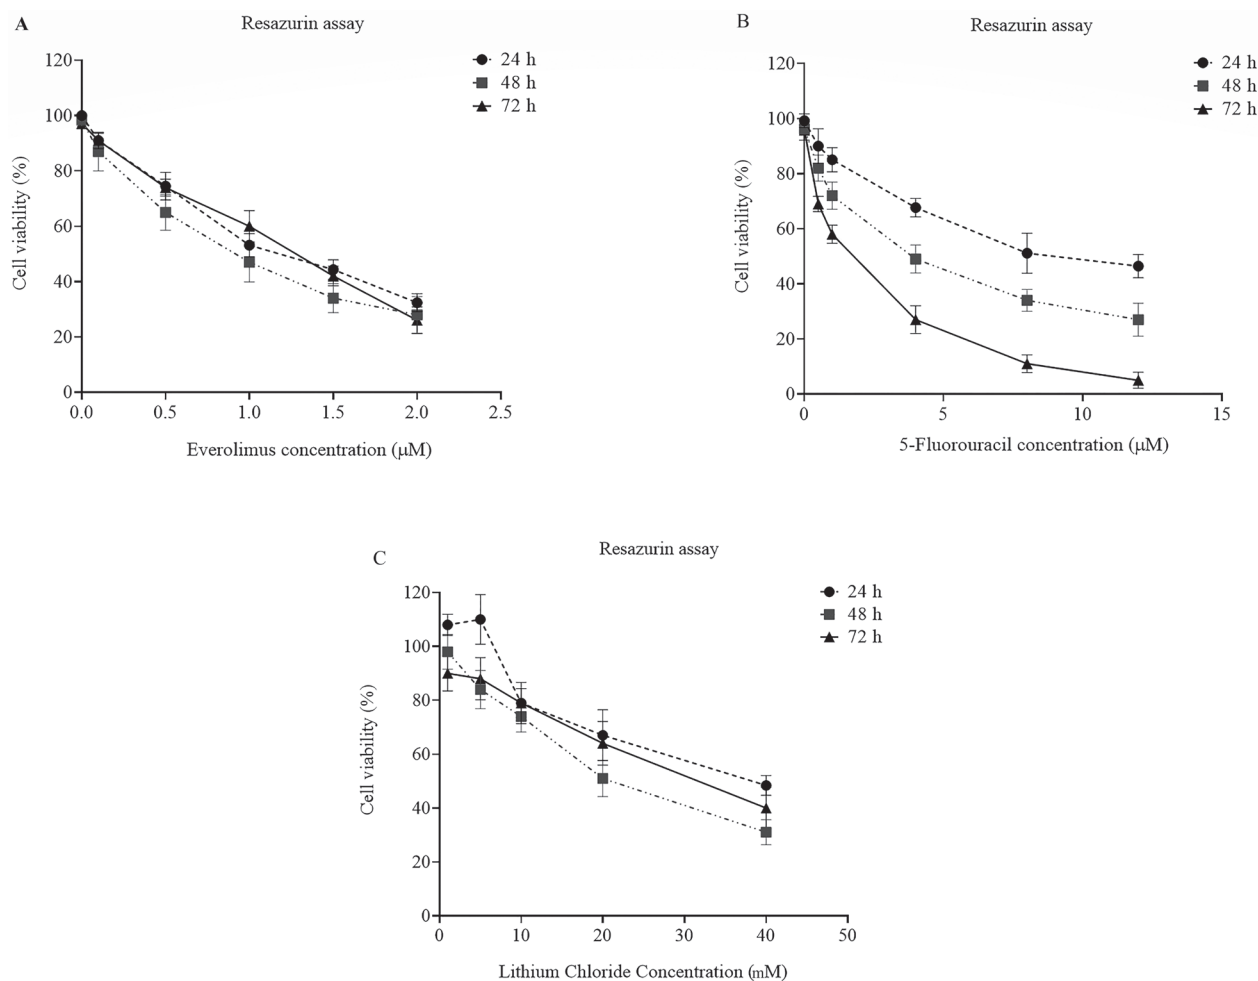 A
Resazurin assay
24 h
48 h
72 h
120
100
80
60
40
20
0
Cell viability (%)
0.0 0.5 1.0 1.5 2.0 2.5
Everolimus concentration (µM)
B
Resazurin assay
24 h
48 h
72 h
120
100
80
60
40
20
0
Cell viability (%)
0 5 10 15
5-Fluorouracil concentration (µM)
C
Resazurin assay
24 h
48 h
72 h
120
100
80
60
40
20
0
Cell viability (%)
0 10 20 30 40 50
Lithium Chloride Concentration (mM)